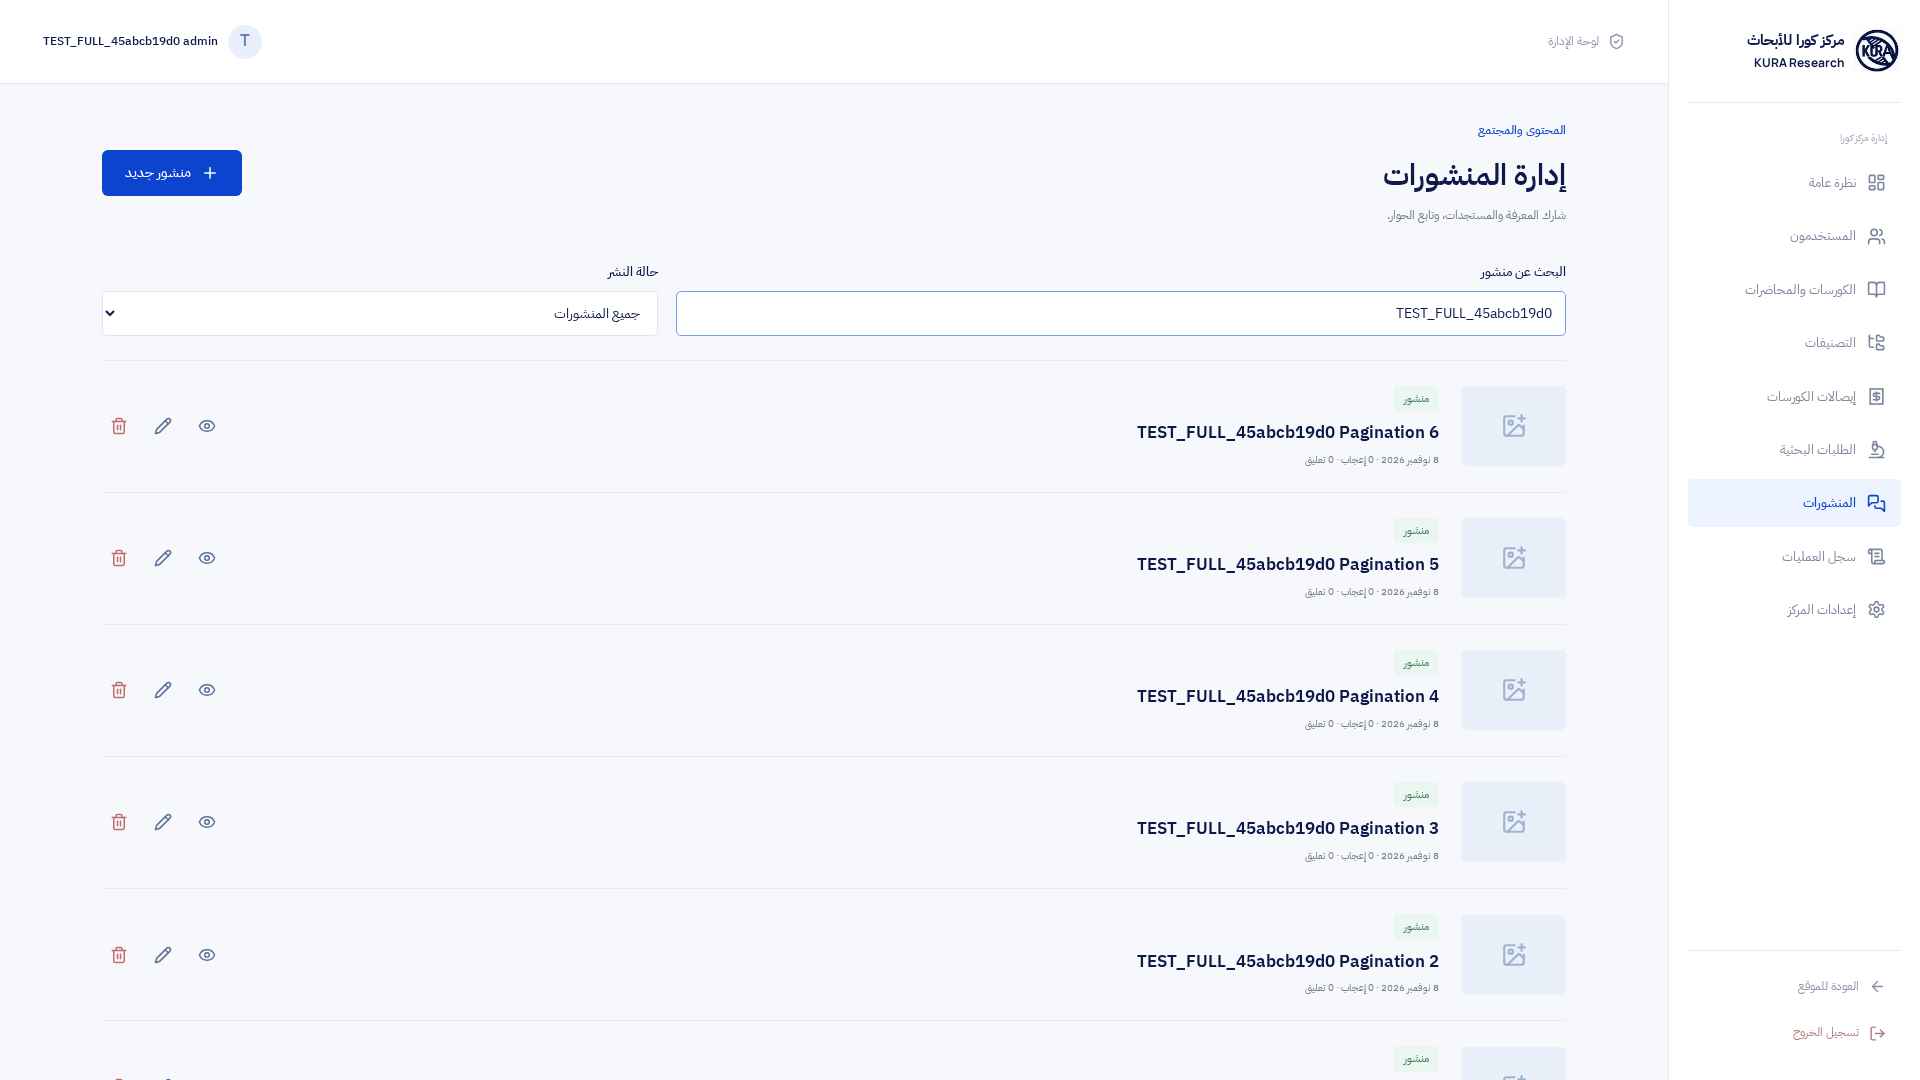 مركز كورا للأبحاث
KURA Research
KURA
إدارة مركز كورا
نظرة عامة
المستخدمون
الكورسات والمحاضرات
التصنيفات
إيصالات الكورسات
الطلبات البحثية
المنشورات
سجل العمليات
إعدادات المركز
العودة للموقع
تسجيل الخروج
لوحة الإدارة
T
TEST_FULL_45abcb19d0 admin
المحتوى والمجتمع
إدارة المنشورات
شارك المعرفة والمستجدات، وتابع الحوار.
منشور جديد
البحث عن منشور
TEST_FULL_45abcb19d0
حالة النشر
جميع المنشورات
منشور
TEST_FULL_45abcb19d0 Pagination 6
8 نوفمبر 2026 · 0 إعجاب · 0 تعليق
منشور
TEST_FULL_45abcb19d0 Pagination 5
8 نوفمبر 2026 · 0 إعجاب · 0 تعليق
منشور
TEST_FULL_45abcb19d0 Pagination 4
8 نوفمبر 2026 · 0 إعجاب · 0 تعليق
منشور
TEST_FULL_45abcb19d0 Pagination 3
8 نوفمبر 2026 · 0 إعجاب · 0 تعليق
منشور
TEST_FULL_45abcb19d0 Pagination 2
8 نوفمبر 2026 · 0 إعجاب · 0 تعليق
منشور